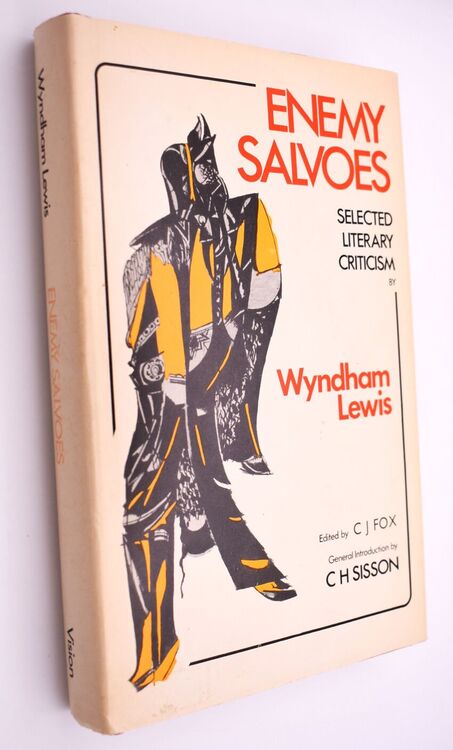 Wyndham Lewis
ENEMY SALVOES
Vision
ENEMY
SALVOES
SELECTED
LITERARY
CRITICISM
BY
Wyndham
Lewis
Edited by C J FOX
General Introduction by
C H SISSON